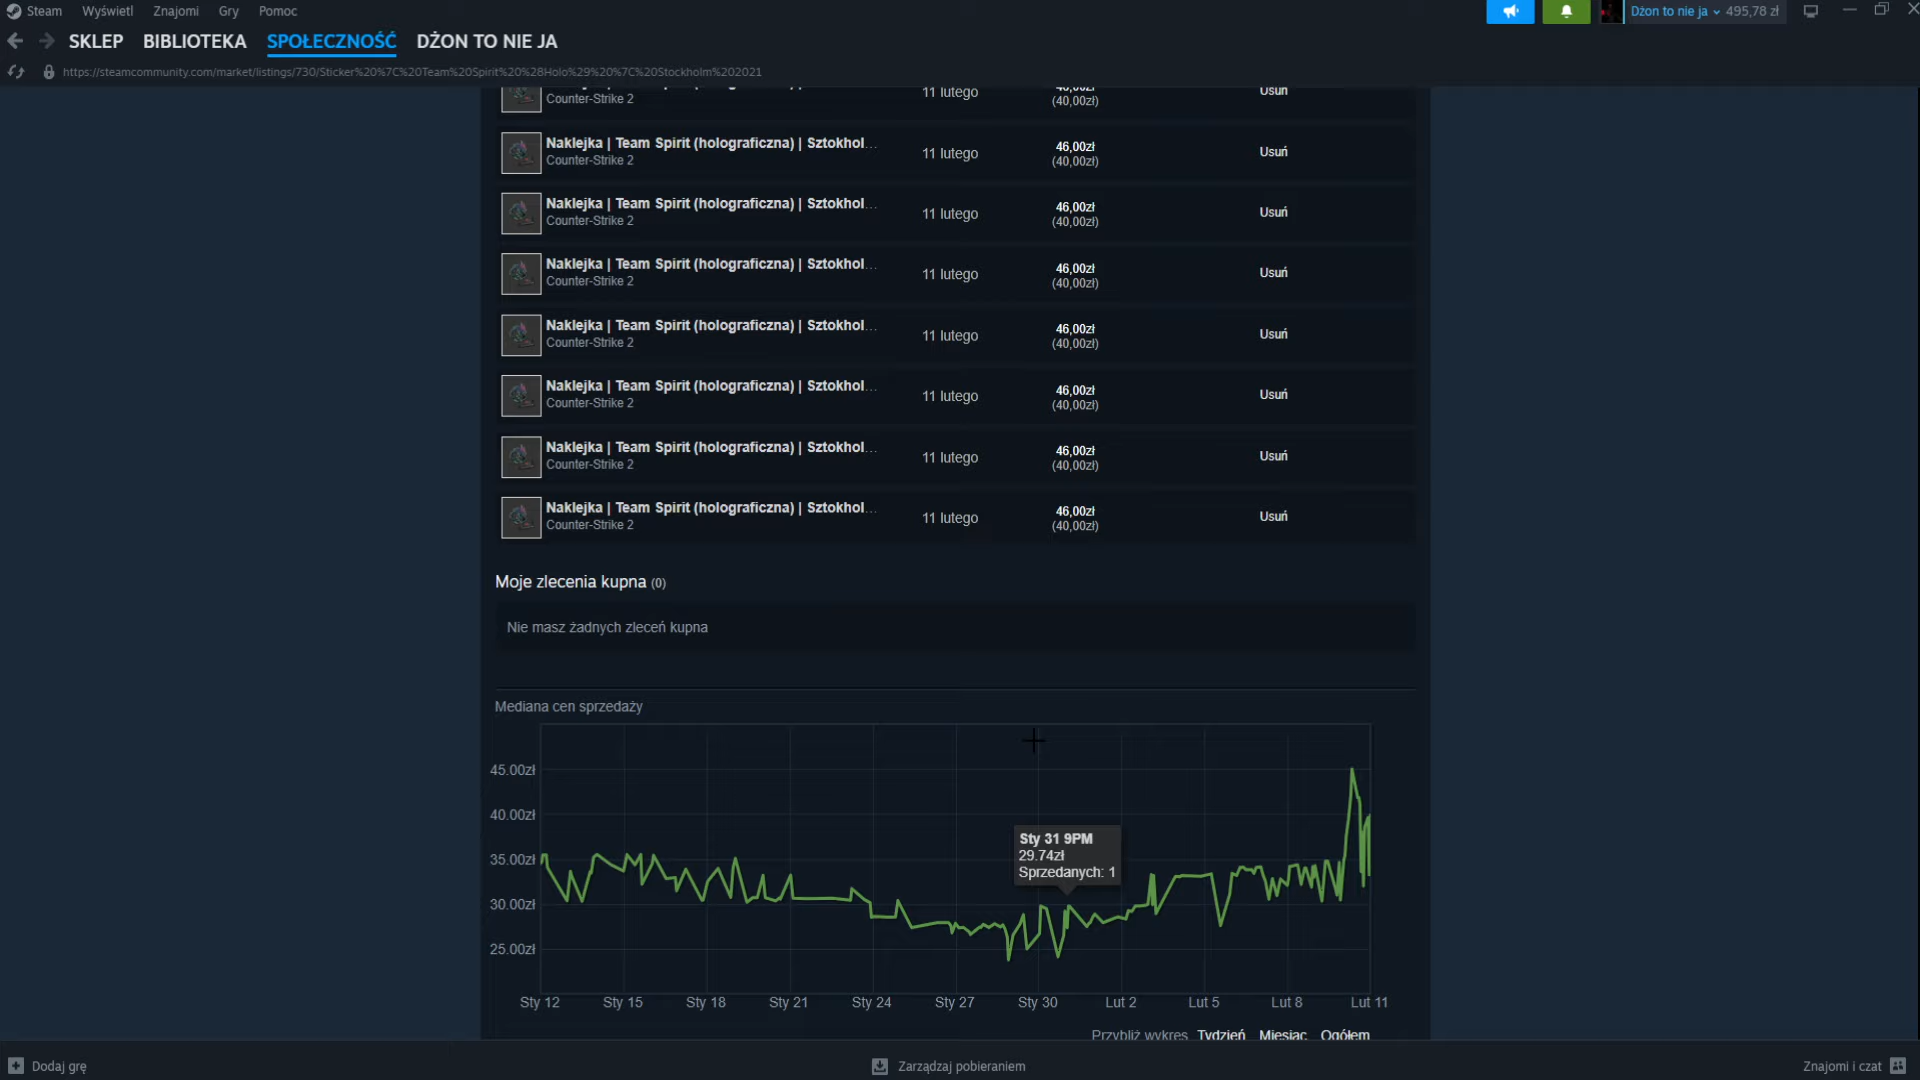 Steam Wyświetl Znajomi Gry Pomoc
Dżon to nie ja 495,78 zł
SKLEP BIBLIOTEKA SPOŁECZNOŚĆ DŻON TO NIE JA
https://steamcommunity.com/market/listings/730/Sticker%20%7C%20Team%20Spirit%20%28Holo%29%20%7C%20Stockholm%202021
Counter-Strike 2
11 lutego
(40,00zł)
Usuń
Naklejka | Team Spirit (holograficzna) | Sztokhol...
Counter-Strike 2
11 lutego
46,00zł
(40,00zł)
Usuń
Naklejka | Team Spirit (holograficzna) | Sztokhol...
Counter-Strike 2
11 lutego
46,00zł
(40,00zł)
Usuń
Naklejka | Team Spirit (holograficzna) | Sztokhol...
Counter-Strike 2
11 lutego
46,00zł
(40,00zł)
Usuń
Naklejka | Team Spirit (holograficzna) | Sztokhol...
Counter-Strike 2
11 lutego
46,00zł
(40,00zł)
Usuń
Naklejka | Team Spirit (holograficzna) | Sztokhol...
Counter-Strike 2
11 lutego
46,00zł
(40,00zł)
Usuń
Naklejka | Team Spirit (holograficzna) | Sztokhol...
Counter-Strike 2
11 lutego
46,00zł
(40,00zł)
Usuń
Naklejka | Team Spirit (holograficzna) | Sztokhol...
Counter-Strike 2
11 lutego
46,00zł
(40,00zł)
Usuń
Moje zlecenia kupna (0)
Nie masz żadnych zleceń kupna
Mediana cen sprzedaży
45.00zł
40.00zł
35.00zł
30.00zł
25.00zł
Sty 31 9PM
29.74zł
Sprzedanych: 1
Sty 12 Sty 15 Sty 18 Sty 21 Sty 24 Sty 27 Sty 30 Lut 2 Lut 5 Lut 8 Lut 11
Przybliż wykres Tydzień Miesiąc Ogółem
Dodaj grę
Zarządzaj pobieraniem
Znajomi i czat